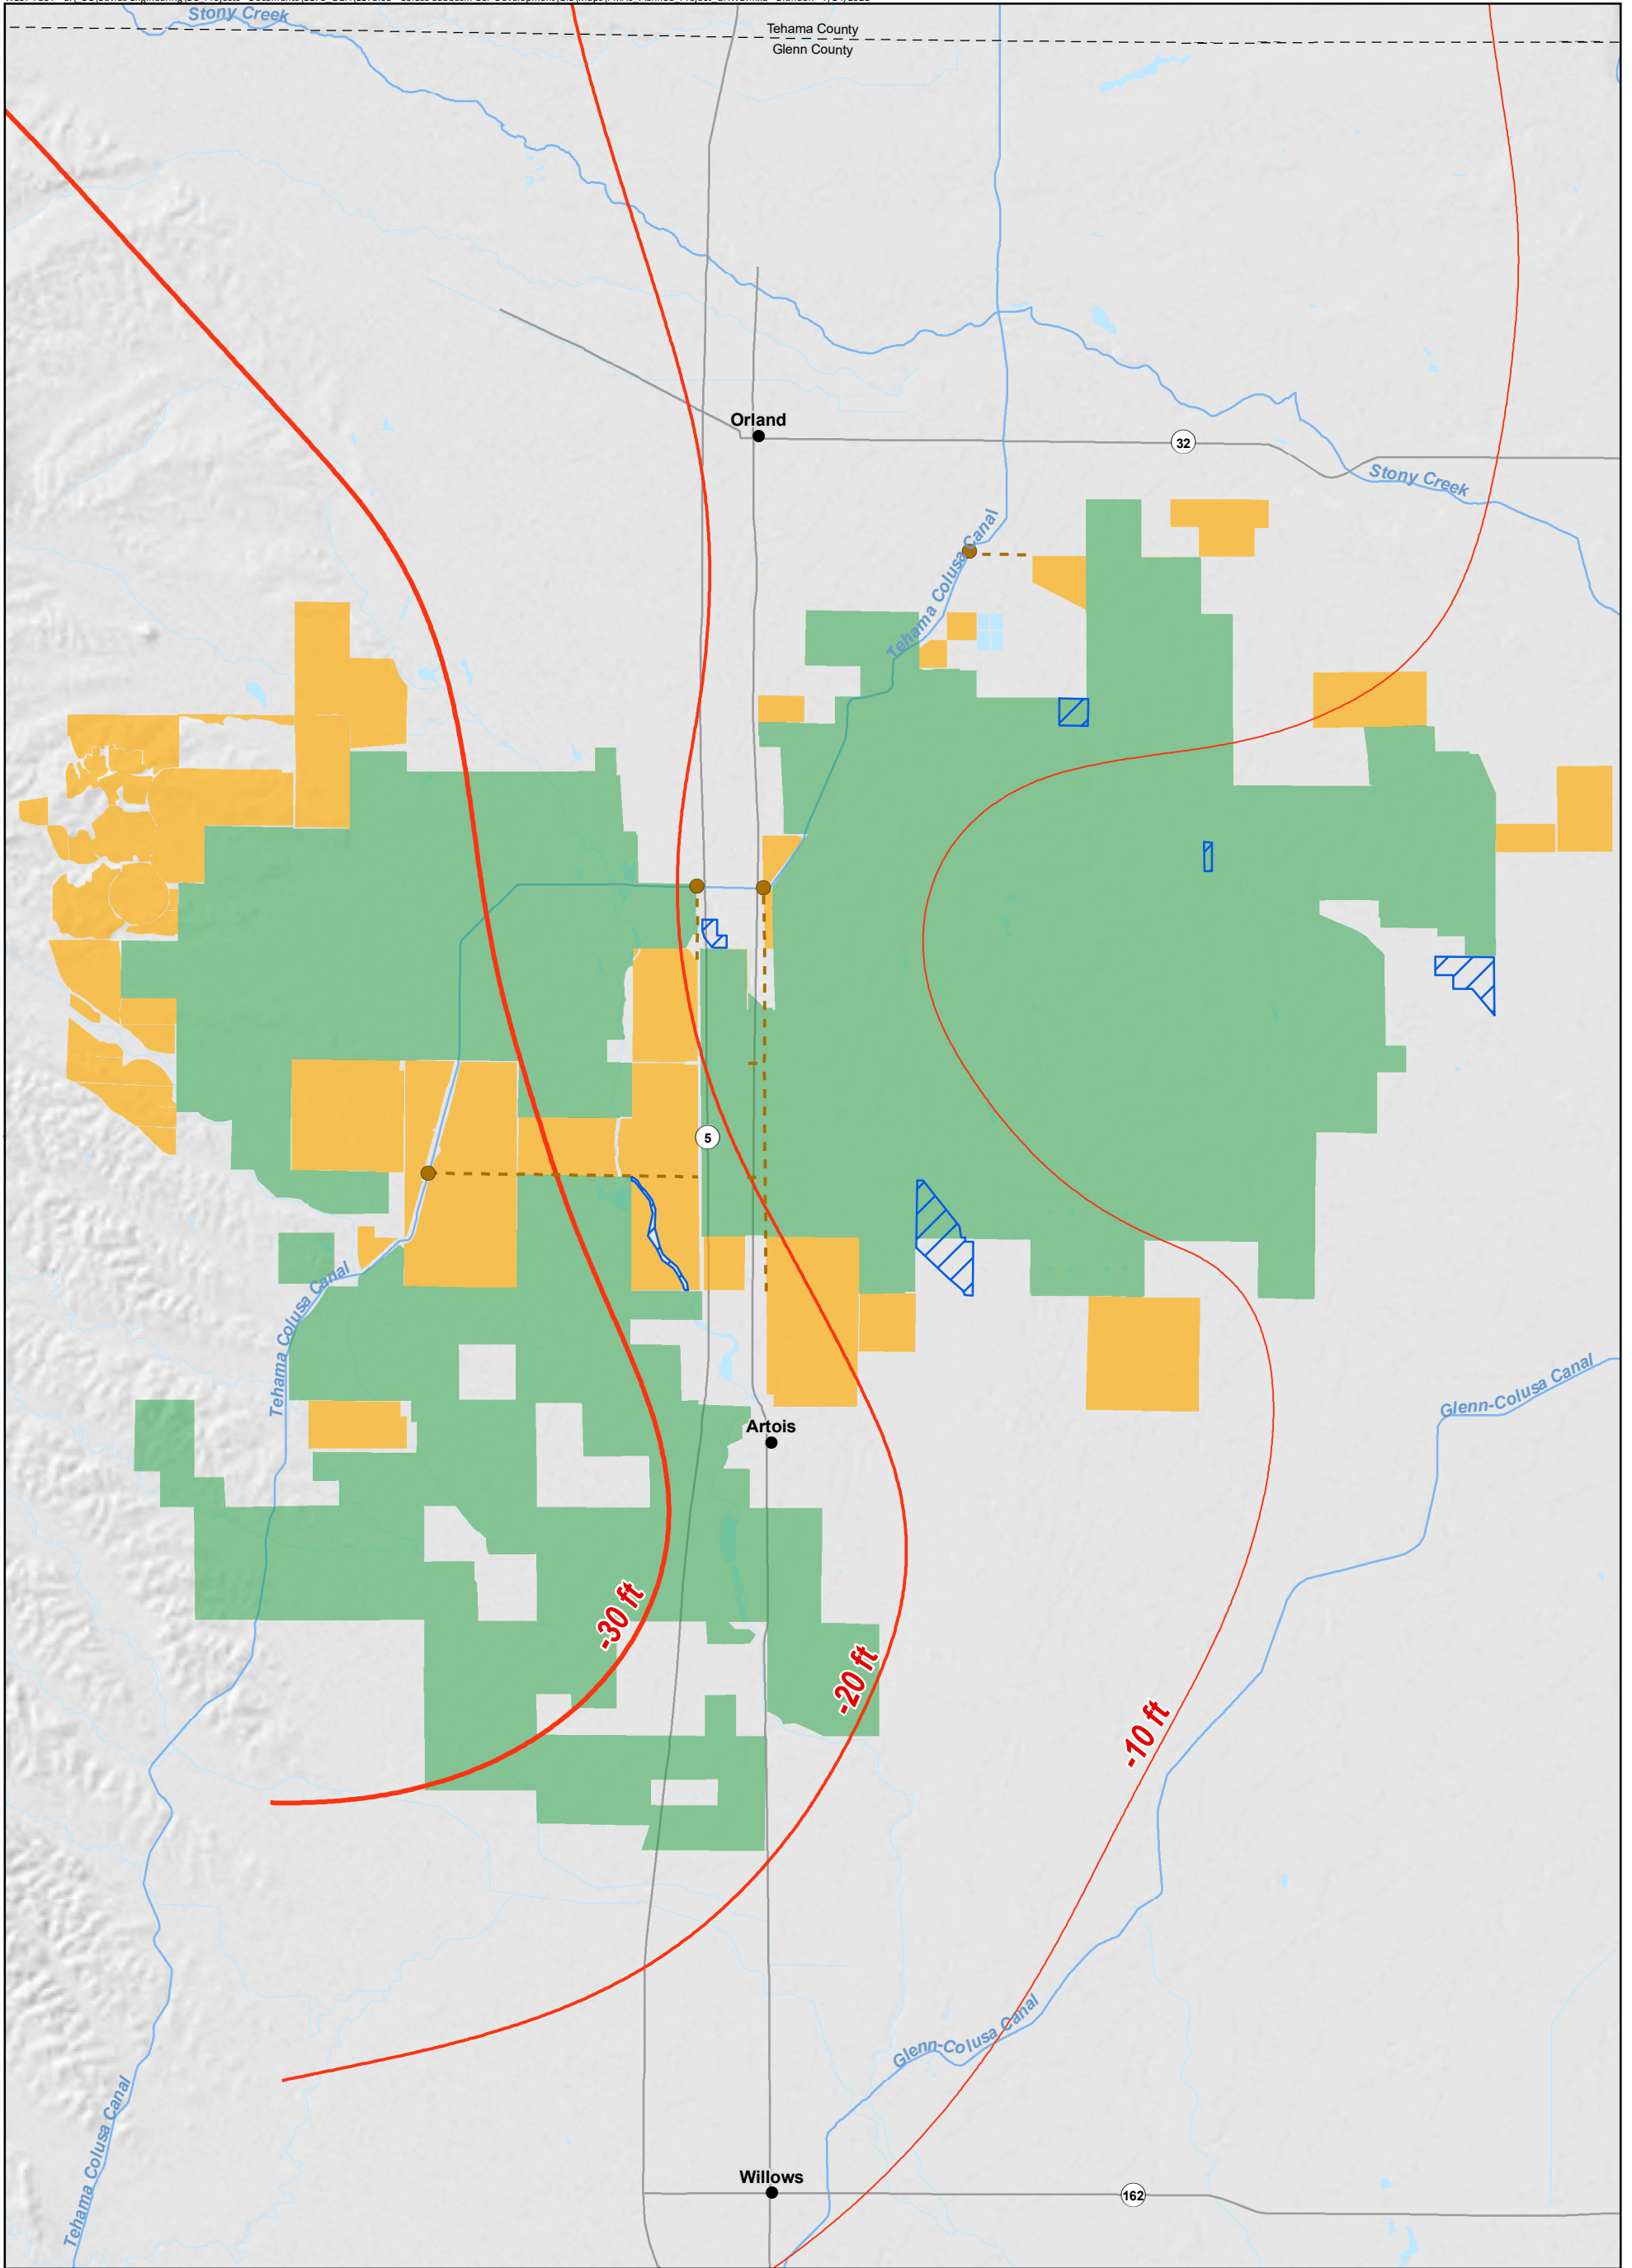 Stony Creek
Tehama County
Glenn County
Orland
32
Stony Creek
Tehama Colusa Canal
5
Tehama Colusa Canal
Glenn-Colusa Canal
Artois
-30 ft
-20 ft
-10 ft
Glenn-Colusa Canal
Tehama Colusa Canal
Willows
162